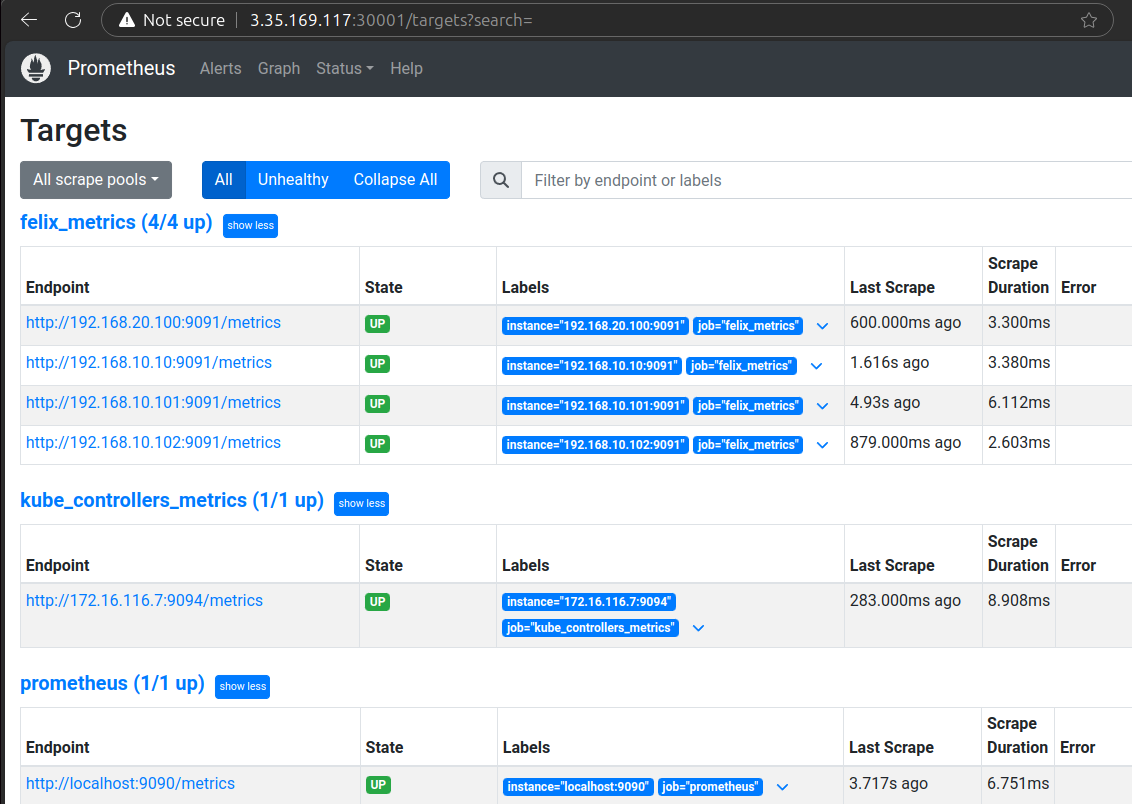 Not secure 3.35.169.117:30001/targets?search=
Prometheus Alerts Graph Status Help
Targets
All scrape pools All Unhealthy Collapse All Filter by endpoint or labels
felix_metrics (4/4 up) show less
Endpoint State Labels Last Scrape Scrape Duration Error
http://192.168.20.100:9091/metrics UP instance="192.168.20.100:9091" job="felix_metrics" 600.000ms ago 3.300ms
http://192.168.10.10:9091/metrics UP instance="192.168.10.10:9091" job="felix_metrics" 1.616s ago 3.380ms
http://192.168.10.101:9091/metrics UP instance="192.168.10.101:9091" job="felix_metrics" 4.93s ago 6.112ms
http://192.168.10.102:9091/metrics UP instance="192.168.10.102:9091" job="felix_metrics" 879.000ms ago 2.603ms
kube_controllers_metrics (1/1 up) show less
Endpoint State Labels Last Scrape Scrape Duration Error
http://172.16.116.7:9094/metrics UP instance="172.16.116.7:9094" 283.000ms ago 8.908ms
job="kube_controllers_metrics"
prometheus (1/1 up) show less
Endpoint State Labels Last Scrape Scrape Duration Error
http://localhost:9090/metrics UP instance="localhost:9090" job="prometheus" 3.717s ago 6.751ms